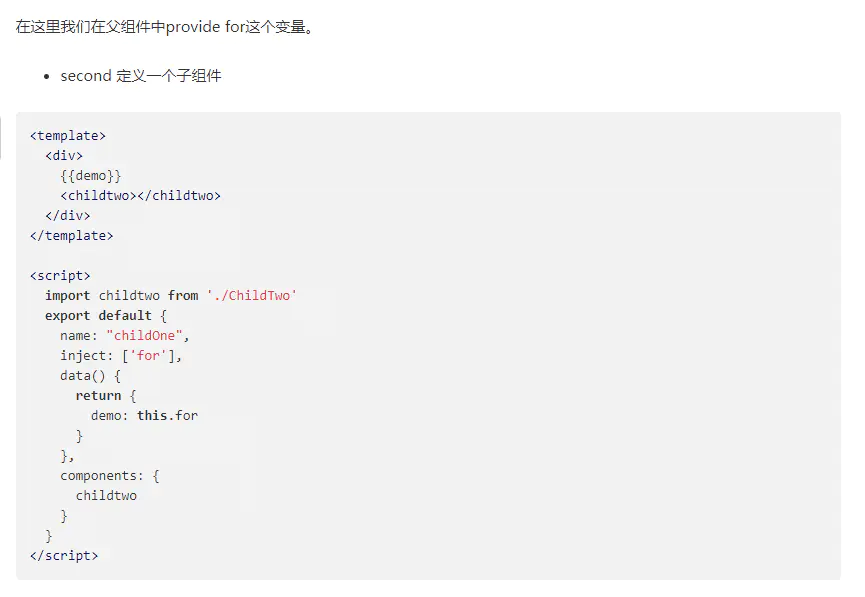 在这里我们在父组件中provide for这个变量。
• second 定义一个子组件
<template>
  <div>
    {{demo}}
    <childtwo></childtwo>
  </div>
</template>

<script>
  import childtwo from './ChildTwo'
  export default {
    name: "childOne",
    inject: ['for'],
    data() {
      return {
        demo: this.for
      }
    },
    components: {
      childtwo
    }
  }
</script>